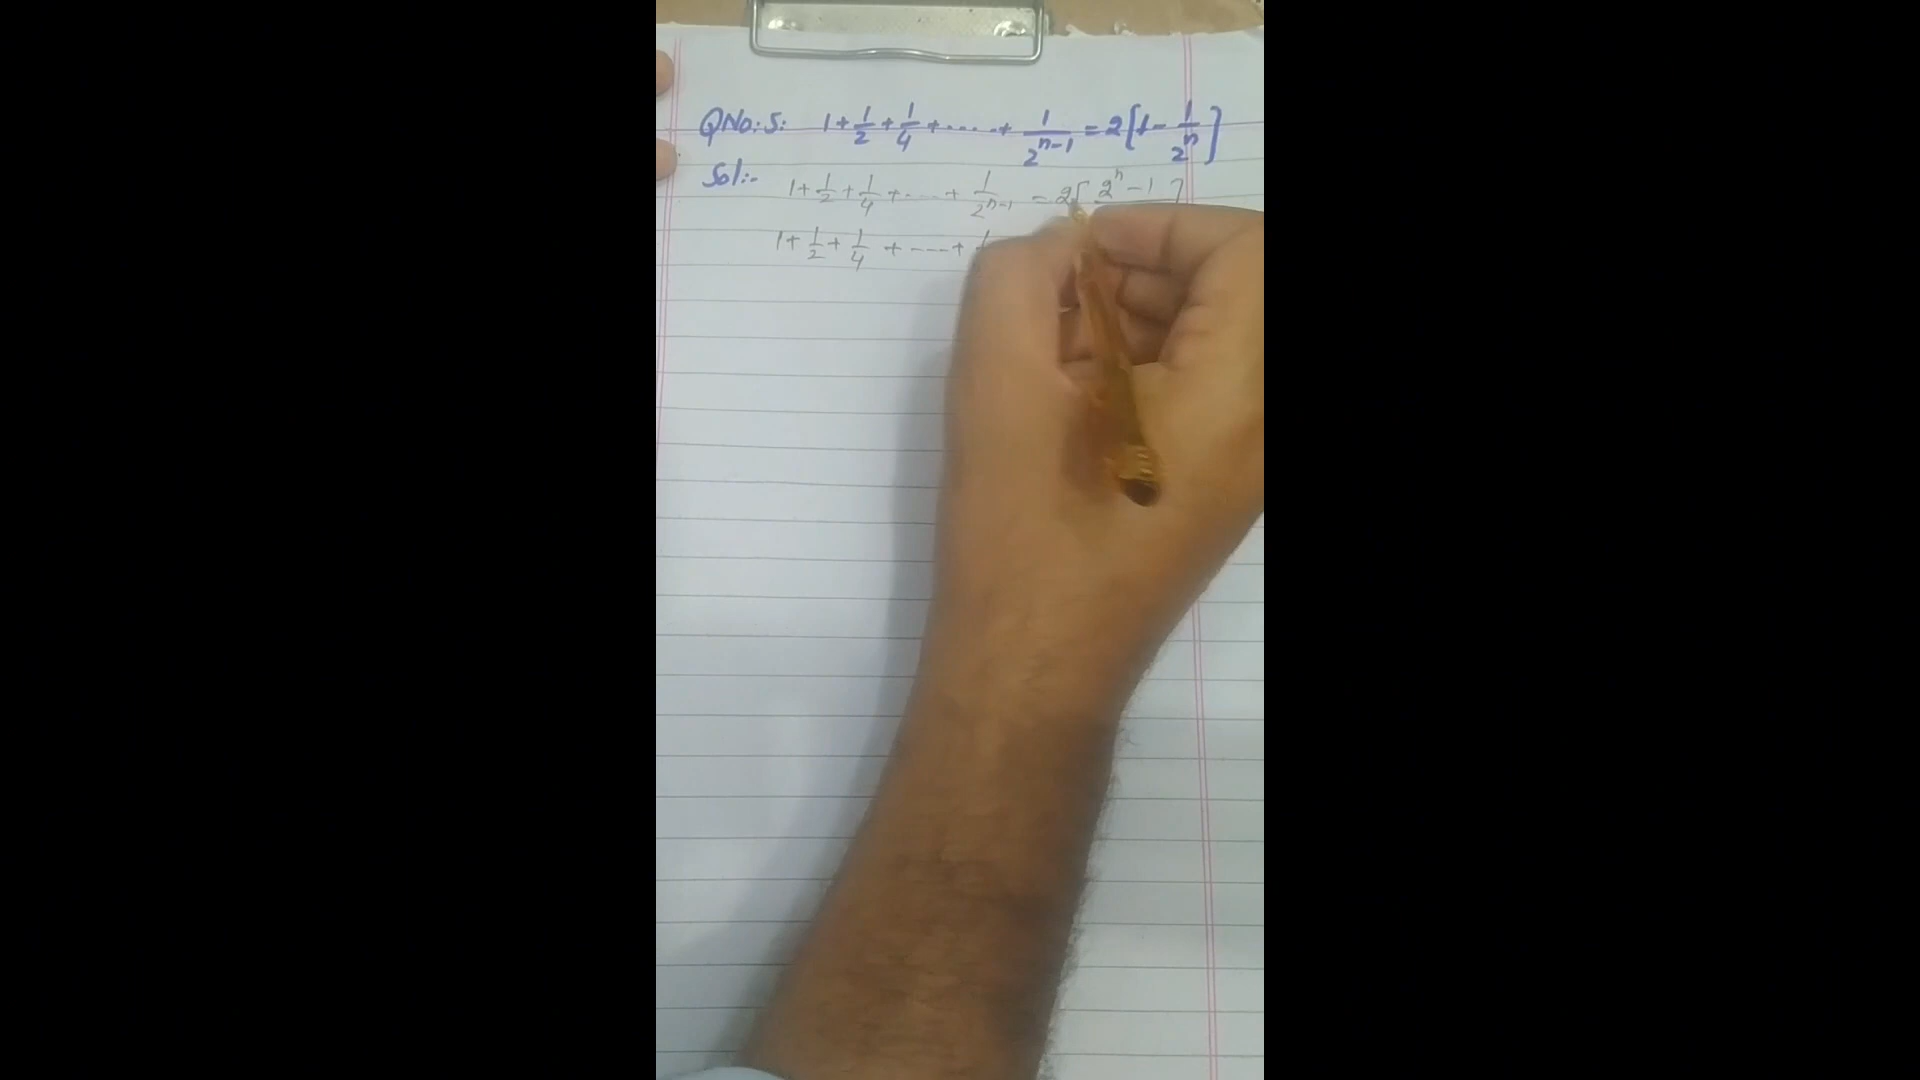 QNo:5: 1+1/2+1/4+....+ 1/2^(n-1) = 2[1-1/2^n]
Sol:- 1+1/2+1/4+....+ 1/2^(n-1) = 2[ 2^n-1 ]
1+1/2+1/4+----+